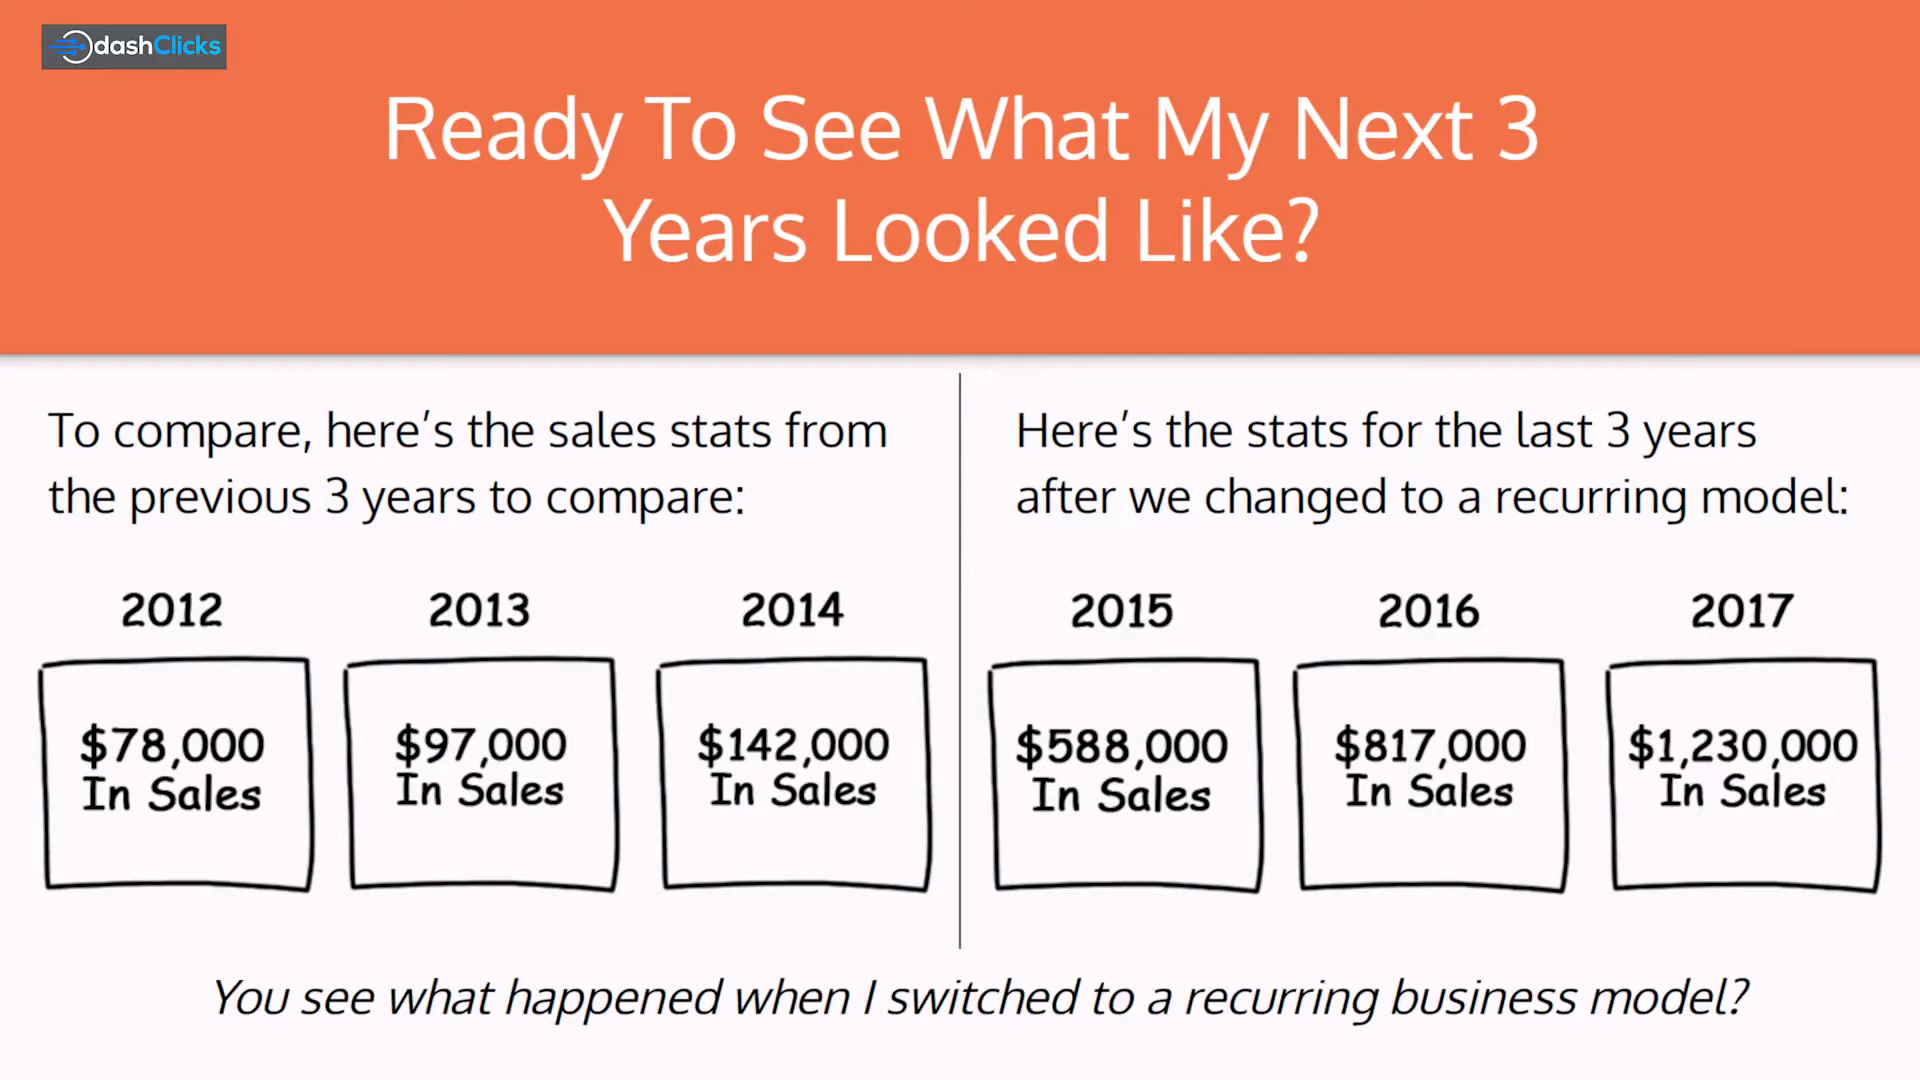 dashClicks
Ready To See What My Next 3
Years Looked Like?
To compare, here's the sales stats from
the previous 3 years to compare:
2012
2013
2014
$78,000
In Sales
$97,000
In Sales
$142,000
In Sales
Here's the stats for the last 3 years
after we changed to a recurring model:
2015
2016
2017
$588,000
In Sales
$817,000
In Sales
$1,230,000
In Sales
You see what happened when I switched to a recurring business model?